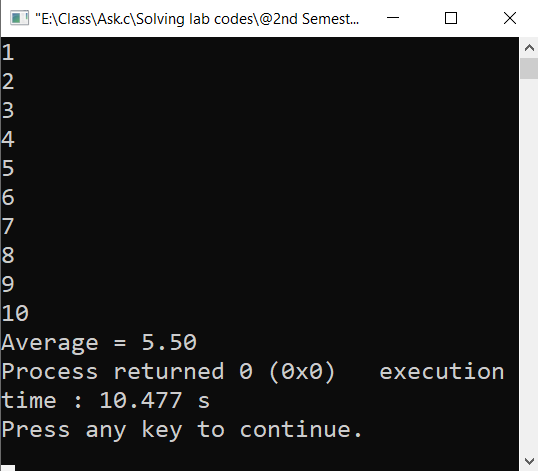 "E:\Class\Ask.c\Solving lab codes\@2nd Semest...
1
2
3
4
5
6
7
8
9
10
Average = 5.50
Process returned 0 (0x0)   execution
time : 10.477 s
Press any key to continue.